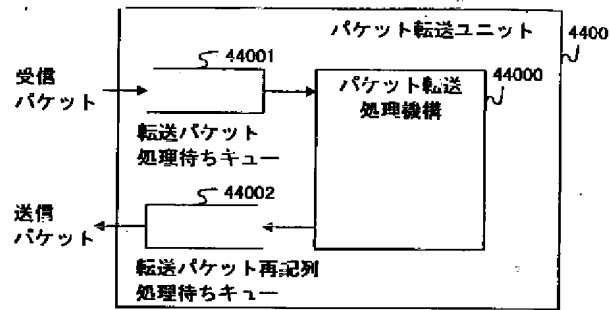 パケット転送ユニット
4400
44001
44000
受信
パケット
パケット転送
処理機構
転送パケット
処理待ちキュー
44002
送信
パケット
転送パケット再配列
処理待ちキュー